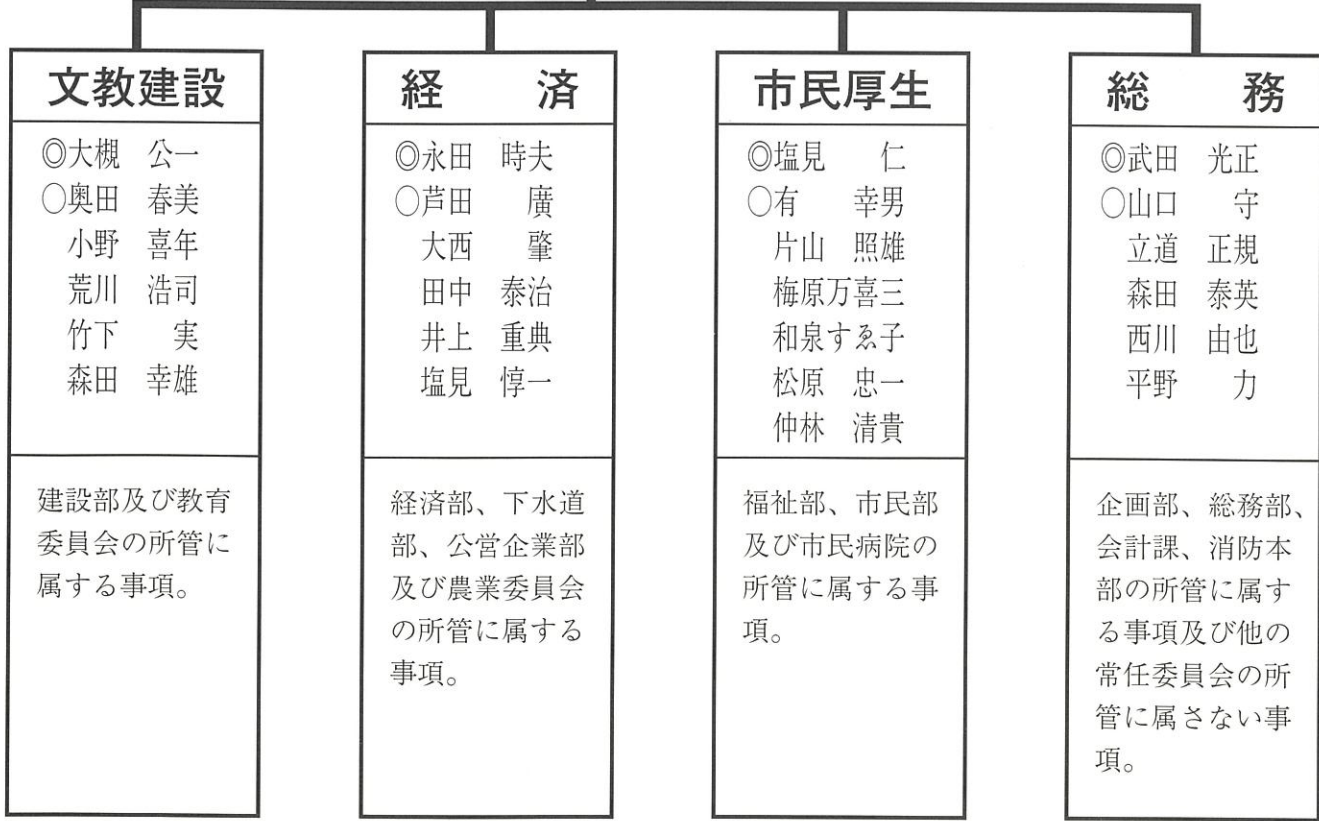 文教建設
◎大槻 公一
○奥田 春美
小野 喜年
荒川 浩司
竹下 実
森田 幸雄
建設部及び教育
委員会の所管に
属する事項。
経 済
◎永田 時夫
○芦田 廣
大西 肇
田中 泰治
井上 重典
塩見 惇一
経済部、下水道
部、公営企業部
及び農業委員会
の所管に属する
事項。
市民厚生
◎塩見 仁
○有 幸男
片山 照雄
梅原万喜三
和泉すゑ子
松原 忠一
仲林 清貴
福祉部、市民部
及び市民病院の
所管に属する事
項。
総 務
◎武田 光正
○山口 守
立道 正規
森田 泰英
西川 由也
平野 力
企画部、総務部、
会計課、消防本
部の所管に属す
る事項及び他の
常任委員会の所
管に属さない事
項。